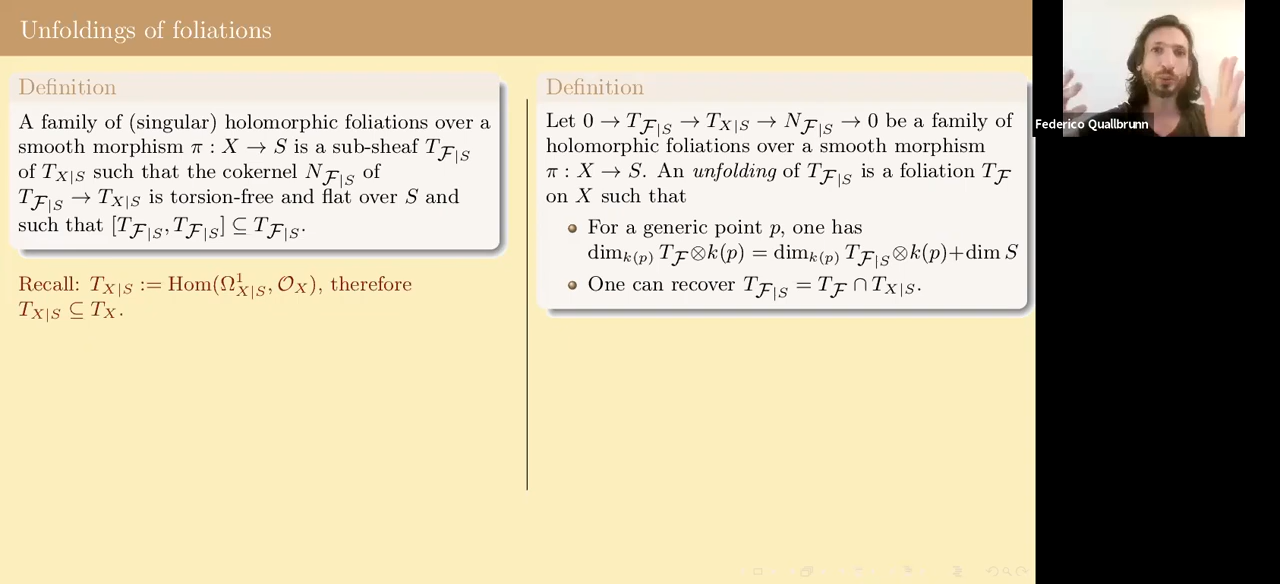 Unfoldings of foliations
Definition
A family of (singular) holomorphic foliations over a
smooth morphism π : X → S is a sub-sheaf T_{𝓕|S}
of T_{X|S} such that the cokernel N_{𝓕|S} of
T_{𝓕|S} → T_{X|S} is torsion-free and flat over S and
such that [T_{𝓕|S}, T_{𝓕|S}] ⊆ T_{𝓕|S}.
Recall: T_{X|S} := Hom(Ω^1_{X|S}, 𝒪_X), therefore
T_{X|S} ⊆ T_X.
Definition
Let 0 → T_{𝓕|S} → T_{X|S} → N_{𝓕|S} → 0 be a family of
holomorphic foliations over a smooth morphism
π : X → S. An unfolding of T_{𝓕|S} is a foliation T_𝓕
on X such that
For a generic point p, one has
dim_{k(p)} T_𝓕⊗k(p) = dim_{k(p)} T_{𝓕|S}⊗k(p)+dim S
One can recover T_{𝓕|S} = T_𝓕 ∩ T_{X|S}.
Federico Quallbrunn